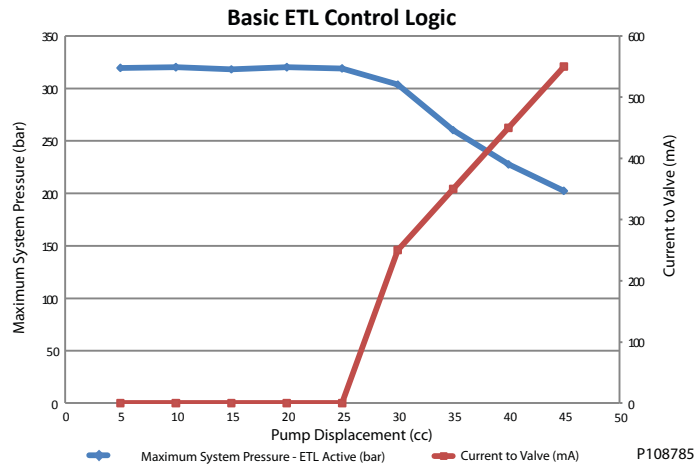 Basic ETL Control Logic
350
300
250
200
150
100
50
0
Maximum System Pressure (bar)
600
500
400
300
200
100
0
Current to Valve (mA)
0 5 10 15 20 25 30 35 40 45 50
Pump Displacement (cc)
Maximum System Pressure - ETL Active (bar) Current to Valve (mA)
P108785